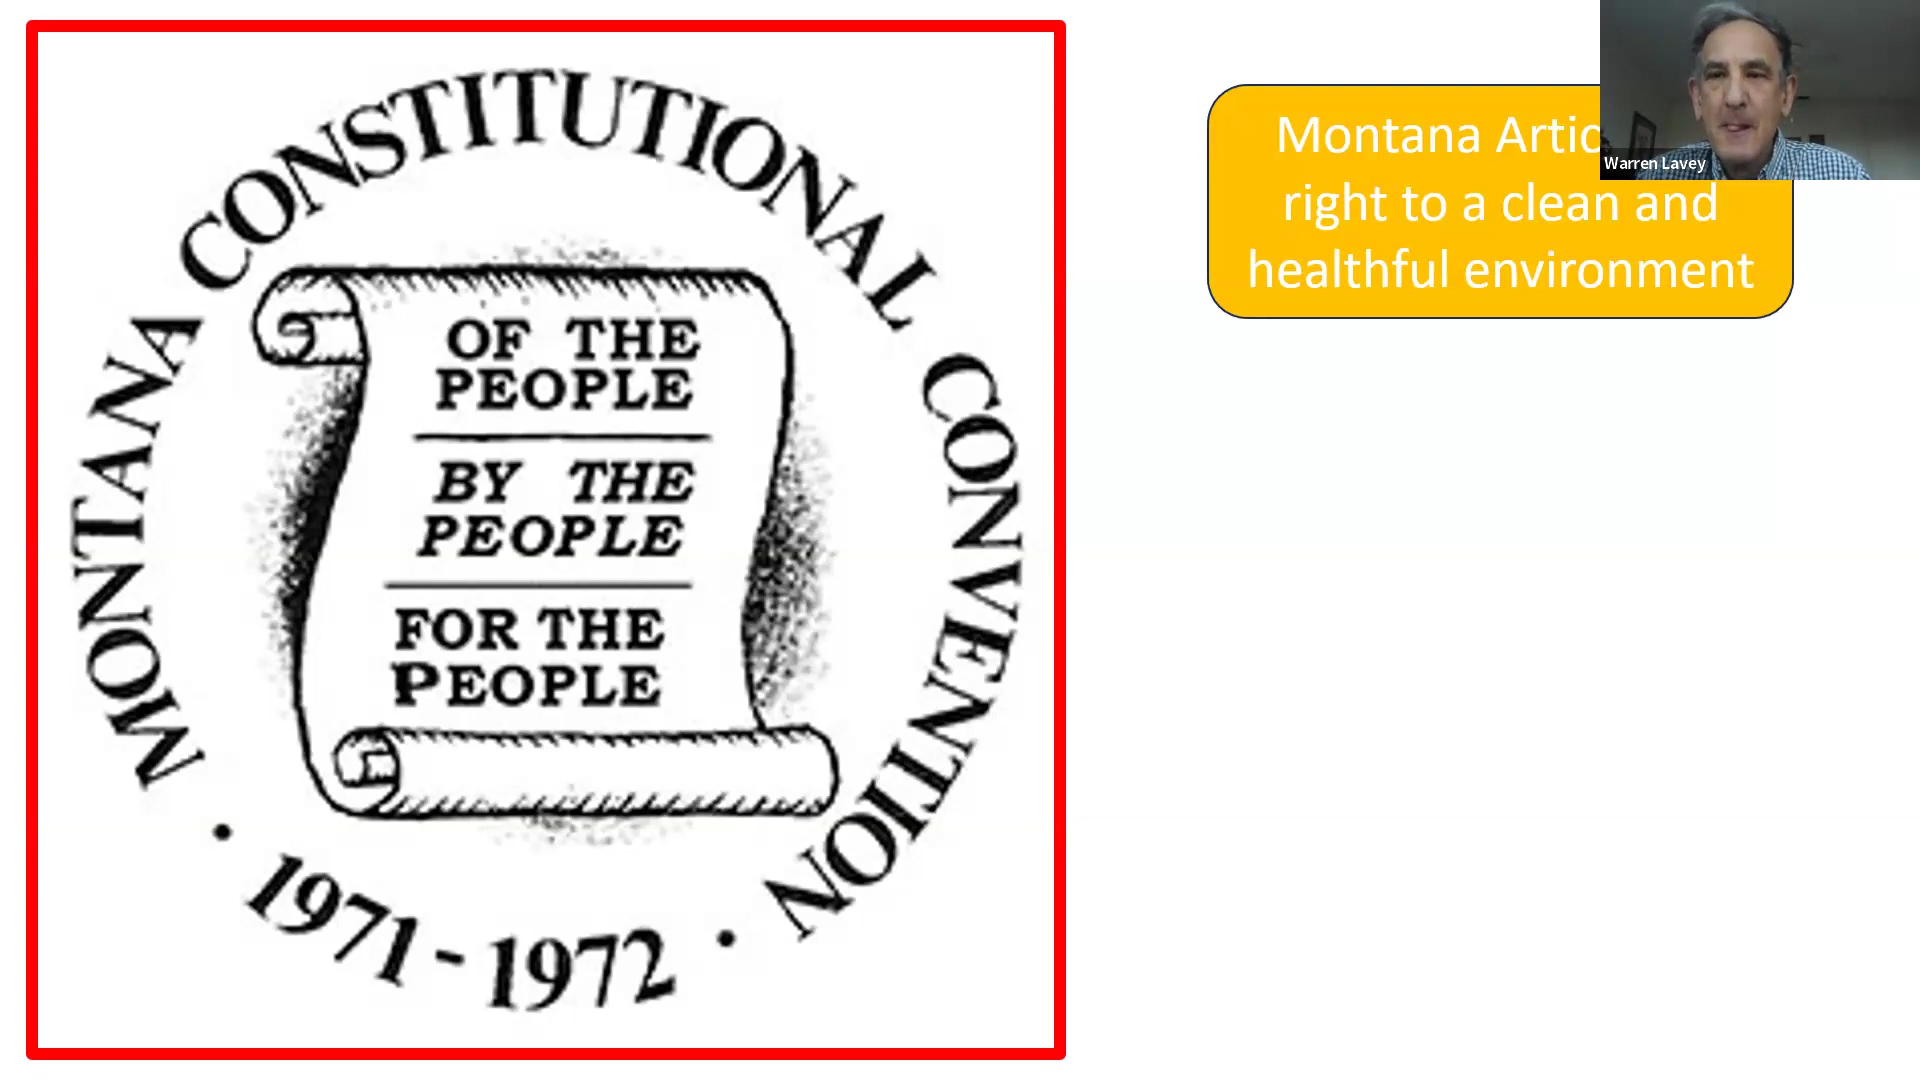 MONTANA CONSTITUTIONAL CONVENTION
• 1971 - 1972 •
OF THE
PEOPLE
BY THE
PEOPLE
FOR THE
PEOPLE
Montana
right to a clean and
healthful environment
Warren Lavey